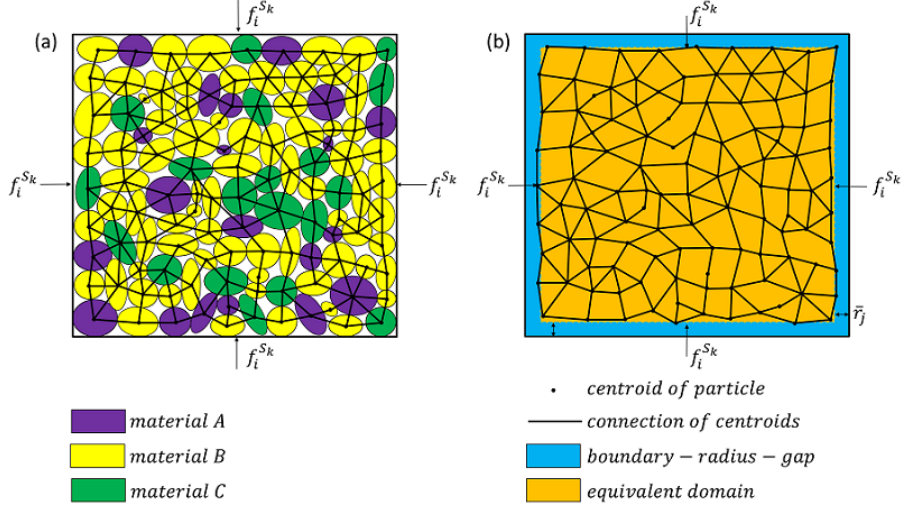 f_i^{S_k}
f_i^{S_k}
(a)
(b)
f_i^{S_k}
f_i^{S_k}
f_i^{S_k}
f_i^{S_k}
r̄_j
f_i^{S_k}
f_i^{S_k}
centroid of particle
material A
connection of centroids
material B
boundary − radius − gap
material C
equivalent domain